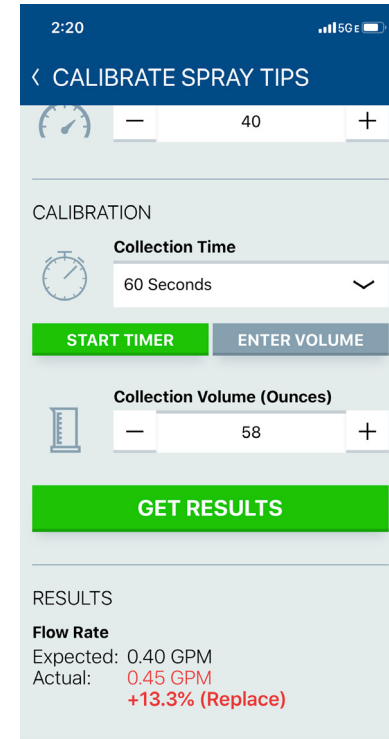 2:20 5G E
< CALIBRATE SPRAY TIPS
− 40 +
CALIBRATION
Collection Time
60 Seconds
START TIMER ENTER VOLUME
Collection Volume (Ounces)
− 58 +
GET RESULTS
RESULTS
Flow Rate
Expected: 0.40 GPM
Actual: 0.45 GPM
+13.3% (Replace)